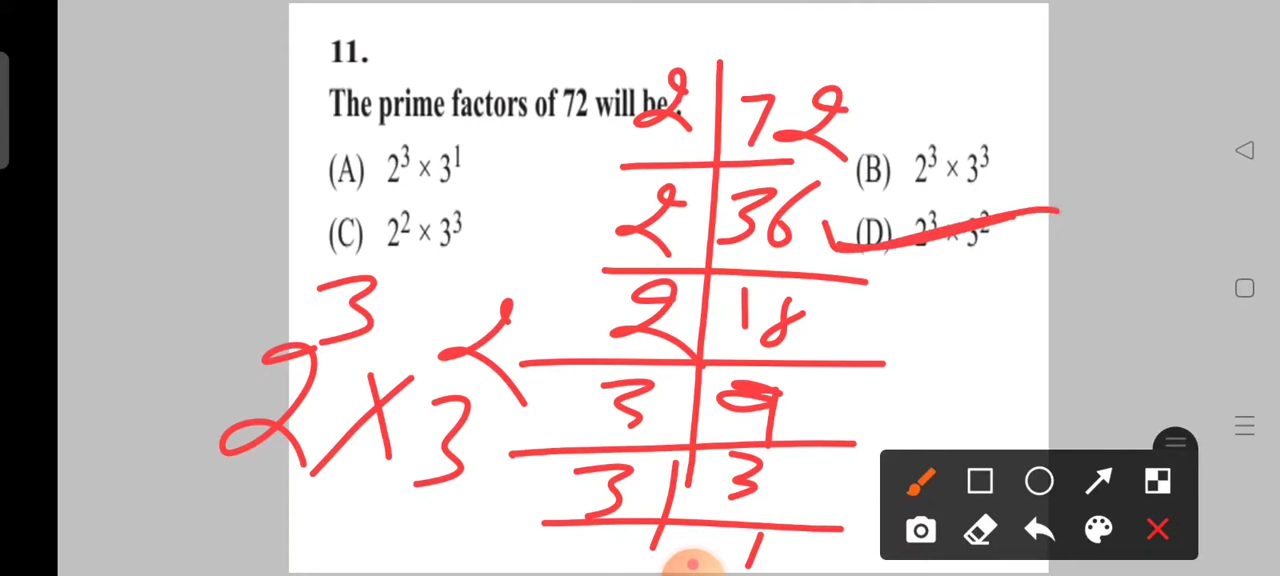 11.
The prime factors of 72 will be :
(A) 2³ × 3¹
(B) 2³ × 3³
(C) 2² × 3³
(D) 2³ × 3²
2 | 72
2 | 36
2 | 18
3 | 9
3 | 3
1
2³ × 3²